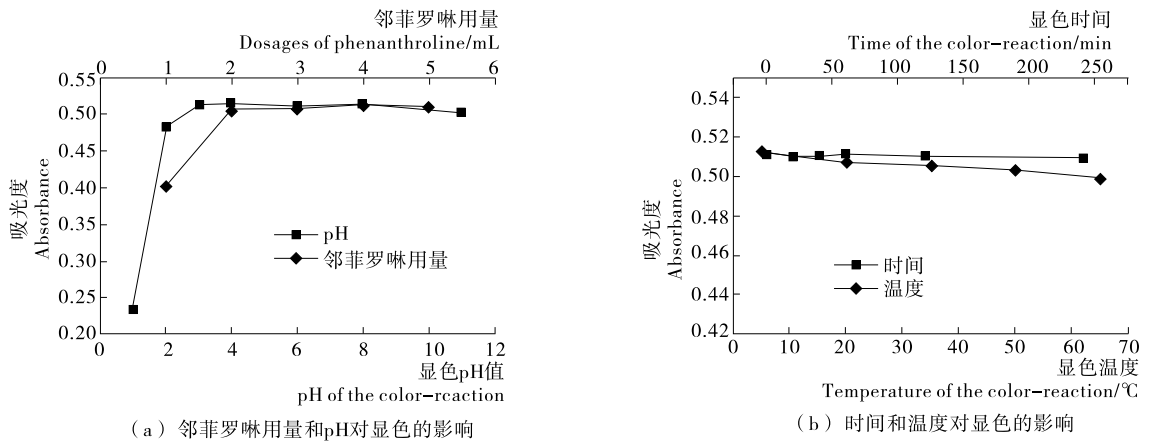 邻菲罗啉用量
Dosages of phenanthroline/mL
0 1 2 3 4 5 6
0.55
0.50
0.45
0.40
0.35
0.30
0.25
0.20
吸光度
Absorbance
pH
邻菲罗啉用量
0 2 4 6 8 10 12
显色pH值
pH of the color-rcaction
(a) 邻菲罗啉用量和pH对显色的影响
显色时间
Time of the color-reaction/min
0 50 100 150 200 250
0.54
0.52
0.50
0.48
0.46
0.44
0.42
吸光度
Absorbance
时间
温度
0 10 20 30 40 50 60 70
显色温度
Temperature of the color-reaction/℃
(b) 时间和温度对显色的影响